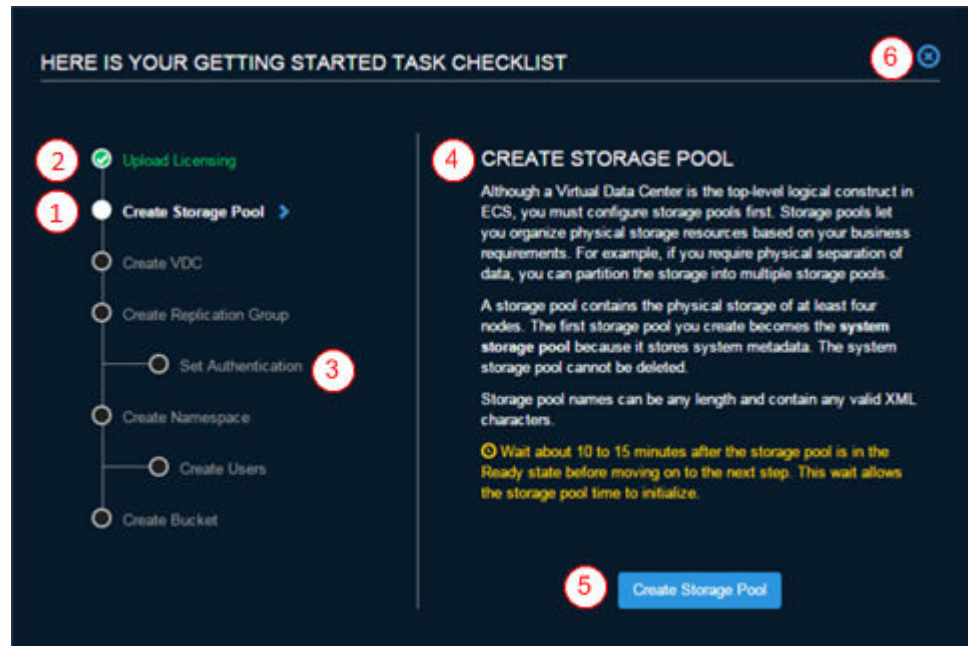 HERE IS YOUR GETTING STARTED TASK CHECKLIST
6
2
Upload Licensing
1
Create Storage Pool
Create VDC
Create Replication Group
Set Authentication
3
Create Namespace
Create Users
Create Bucket
4
CREATE STORAGE POOL
Although a Virtual Data Center is the top-level logical construct in
ECS, you must configure storage pools first. Storage pools let
you organize physical storage resources based on your business
requirements. For example, if you require physical separation of
data, you can partition the storage into multiple storage pools.
A storage pool contains the physical storage of at least four
nodes. The first storage pool you create becomes the system
storage pool because it stores system metadata. The system
storage pool cannot be deleted.
Storage pool names can be any length and contain any valid XML
characters.
Wait about 10 to 15 minutes after the storage pool is in the
Ready state before moving on to the next step. This wait allows
the storage pool time to initialize.
5
Create Storage Pool